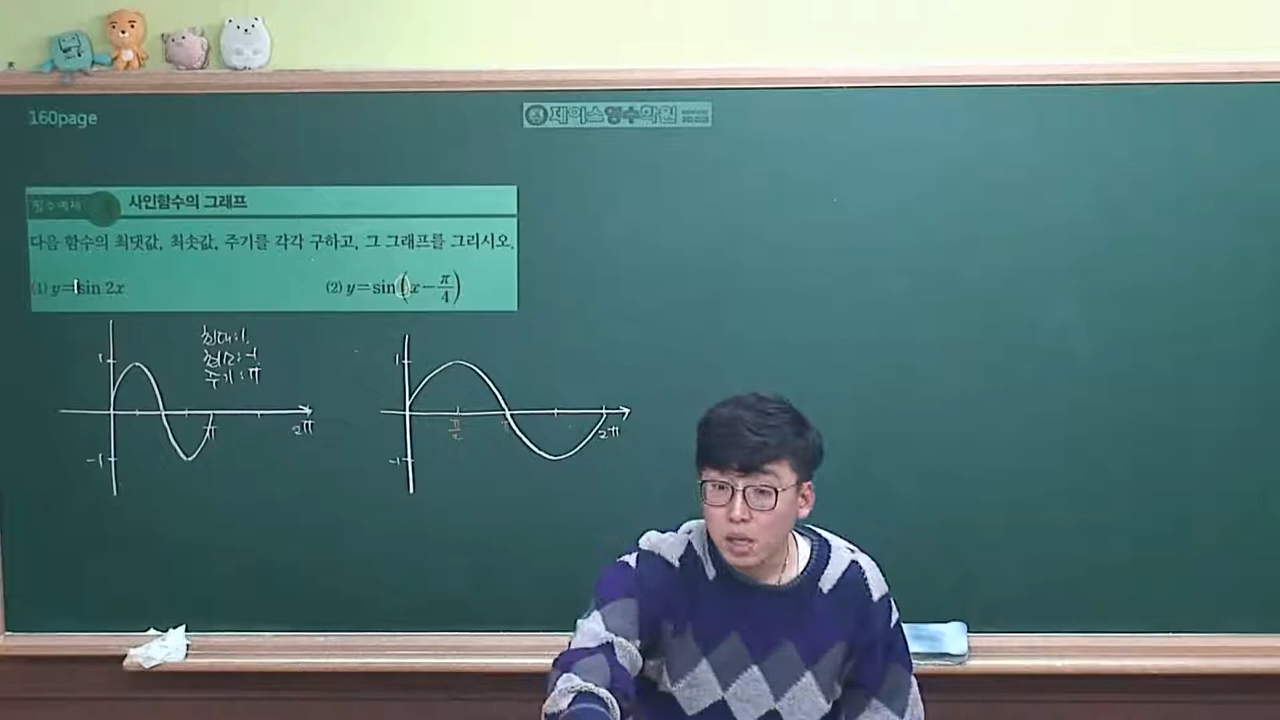 160page
제이스영수학원
필수예제
사인함수의 그래프
다음 함수의 최댓값, 최솟값, 주기를 각각 구하고, 그 그래프를 그리시오.
(1) y=1sin 2x
(2) y=sin(x-π/4)
최대:1.
최소:-1.
주기:π
1
-1
π
2π
1
-1
π/2
π
2π